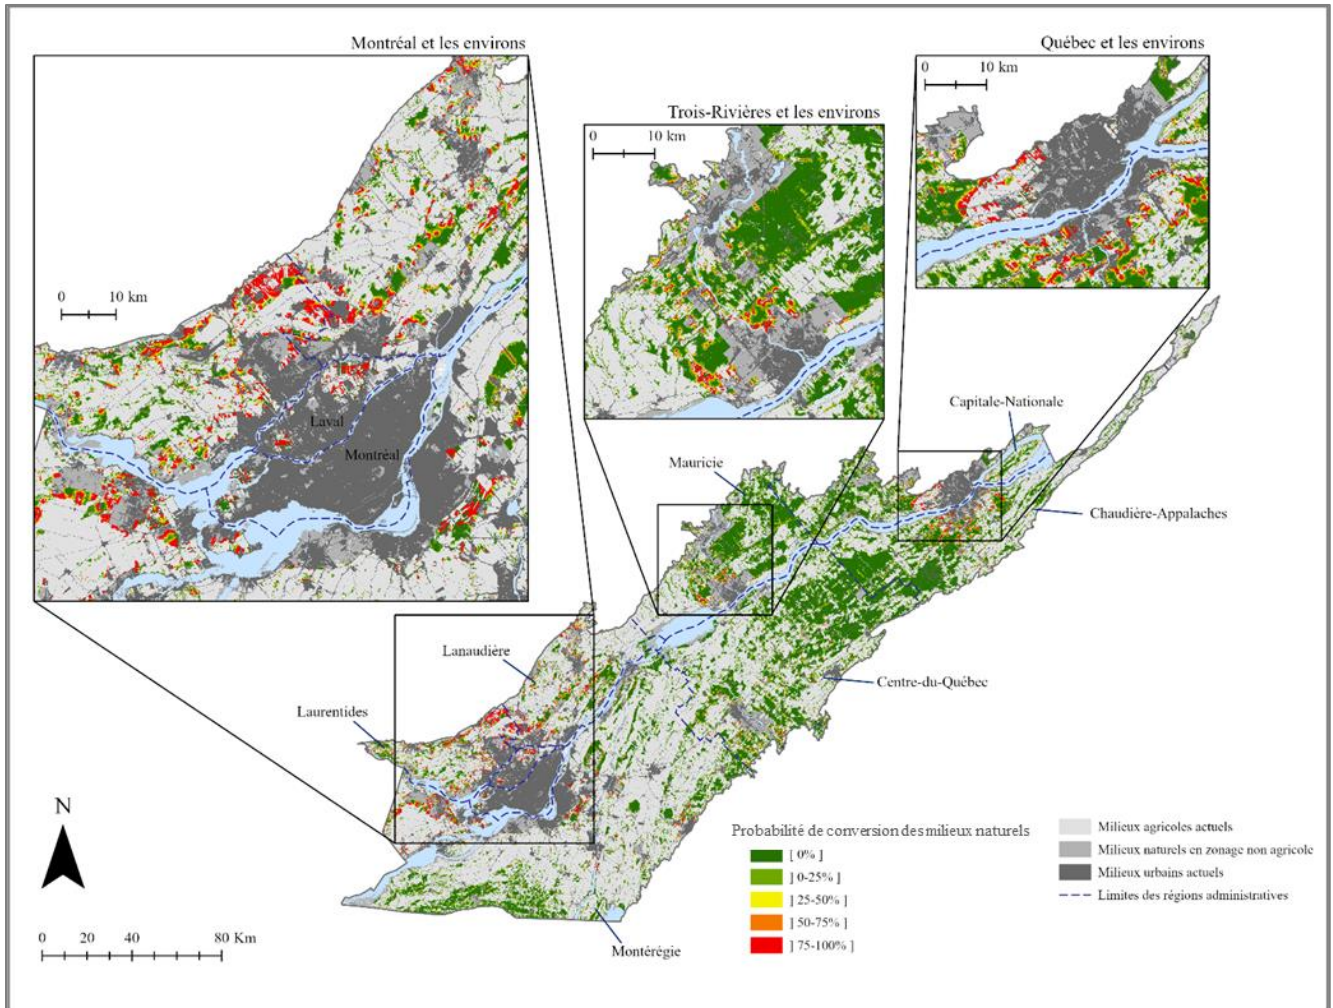 Montréal et les environs
0 10 km
Laval
Montréal
Trois-Rivières et les environs
0 10 km
Québec et les environs
0 10 km
Capitale-Nationale
Mauricie
Chaudière-Appalaches
Lanaudière
Centre-du-Québec
Laurentides
Montérégie
N
0 20 40 80 Km
Probabilité de conversion des milieux naturels
[ 0% ]
] 0-25% ]
] 25-50% ]
] 50-75% ]
] 75-100% ]
Milieux agricoles actuels
Milieux naturels en zonage non agricole
Milieux urbains actuels
Limites des régions administratives